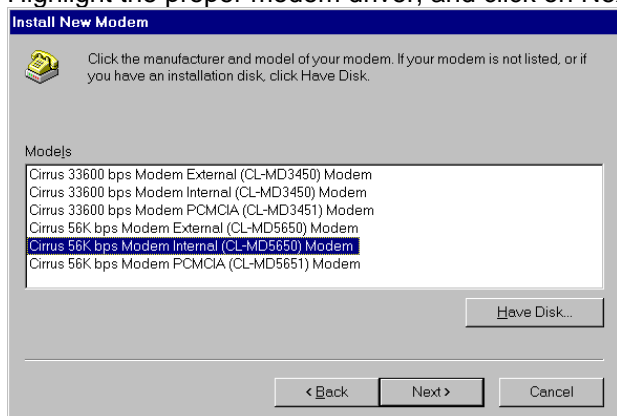 Highlight the proper modem driver, and click on Ne
Install New Modem
Click the manufacturer and model of your modem. If your modem is not listed, or if
you have an installation disk, click Have Disk.
Models
Cirrus 33600 bps Modem External (CL-MD3450) Modem
Cirrus 33600 bps Modem Internal (CL-MD3450) Modem
Cirrus 33600 bps Modem PCMCIA (CL-MD3451) Modem
Cirrus 56K bps Modem External (CL-MD5650) Modem
Cirrus 56K bps Modem Internal (CL-MD5650) Modem
Cirrus 56K bps Modem PCMCIA (CL-MD5651) Modem
Have Disk...
< Back Next > Cancel